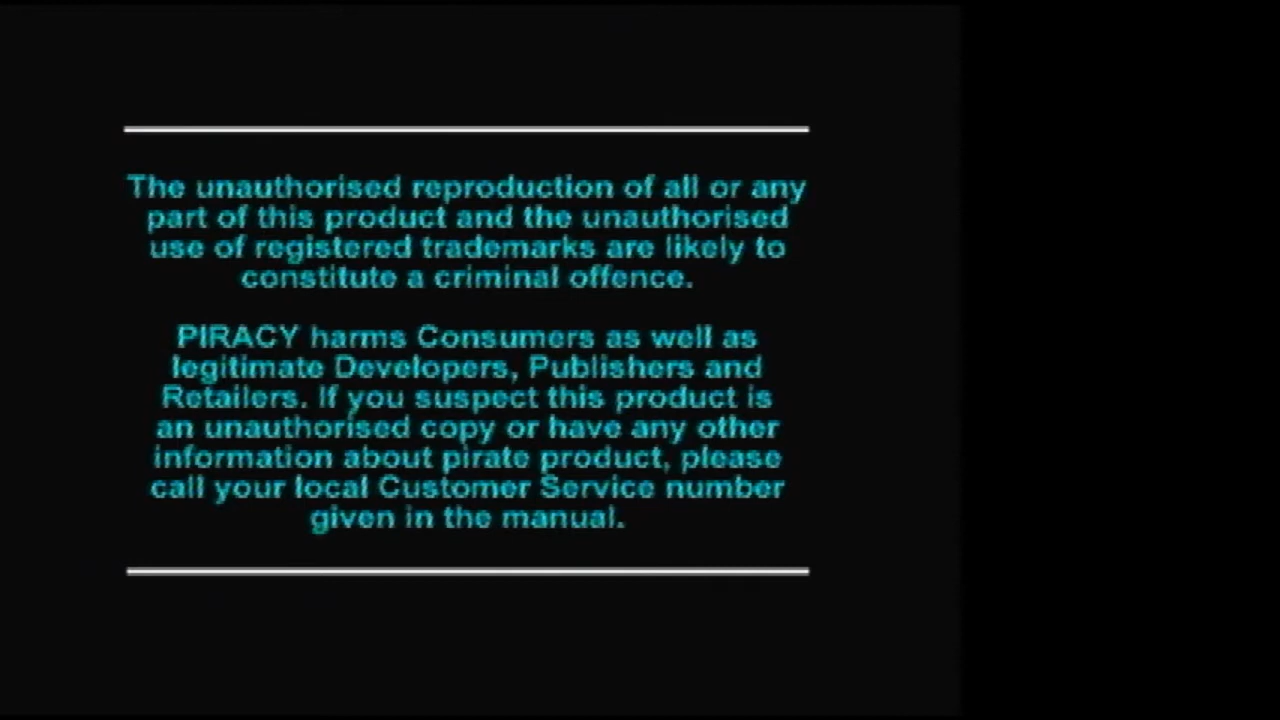 The unauthorised reproduction of all or any
part of this product and the unauthorised
use of registered trademarks are likely to
constitute a criminal offence.
PIRACY harms Consumers as well as
legitimate Developers, Publishers and
Retailers. If you suspect this product is
an unauthorised copy or have any other
information about pirate product, please
call your local Customer Service number
given in the manual.